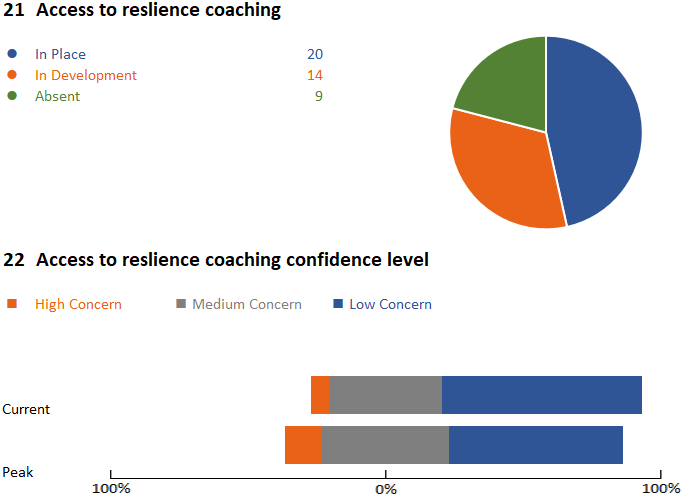 21 Access to reslience coaching
In Place 20
In Development 14
Absent 9
22 Access to reslience coaching confidence level
High Concern Medium Concern Low Concern
Current
Peak
100% 0% 100%